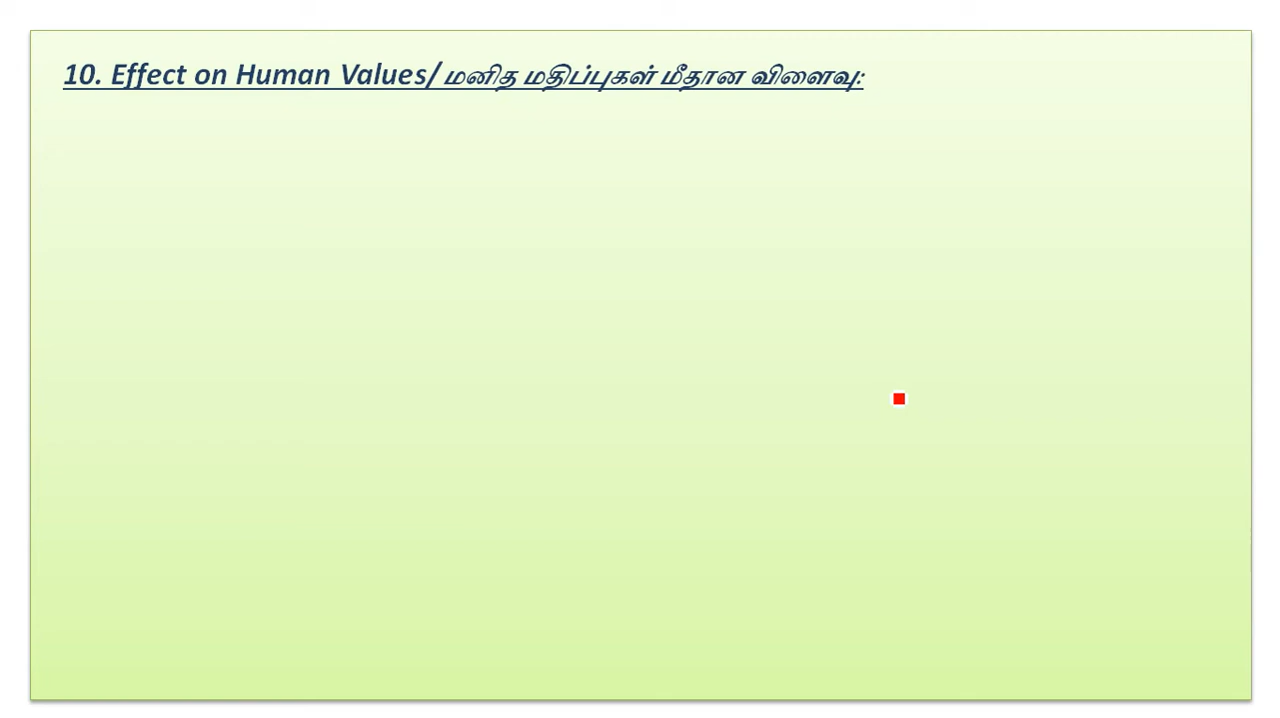 10. Effect on Human Values/ மனித மதிப்புகள் மீதான விளைவு: